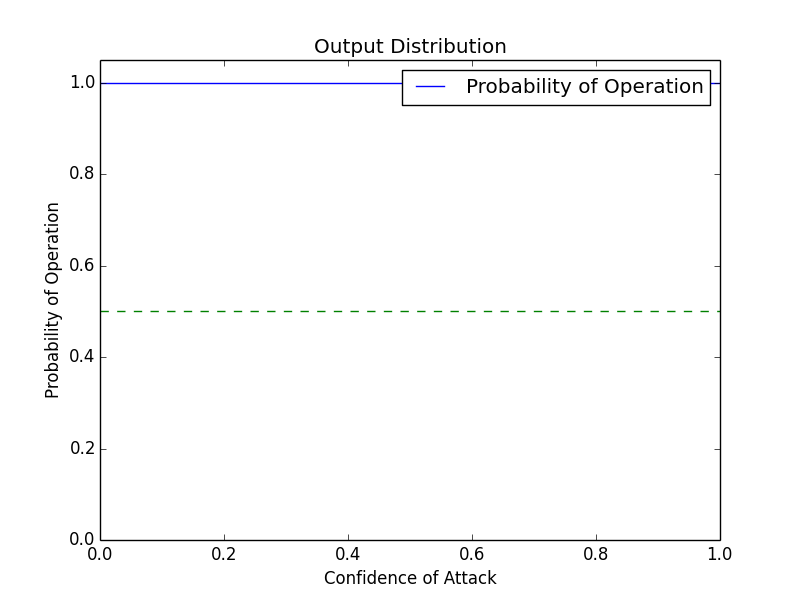 Output Distribution
Probability of Operation
1.0
0.8
0.6
0.4
0.2
0.0
Probability of Operation
0.0 0.2 0.4 0.6 0.8 1.0
Confidence of Attack